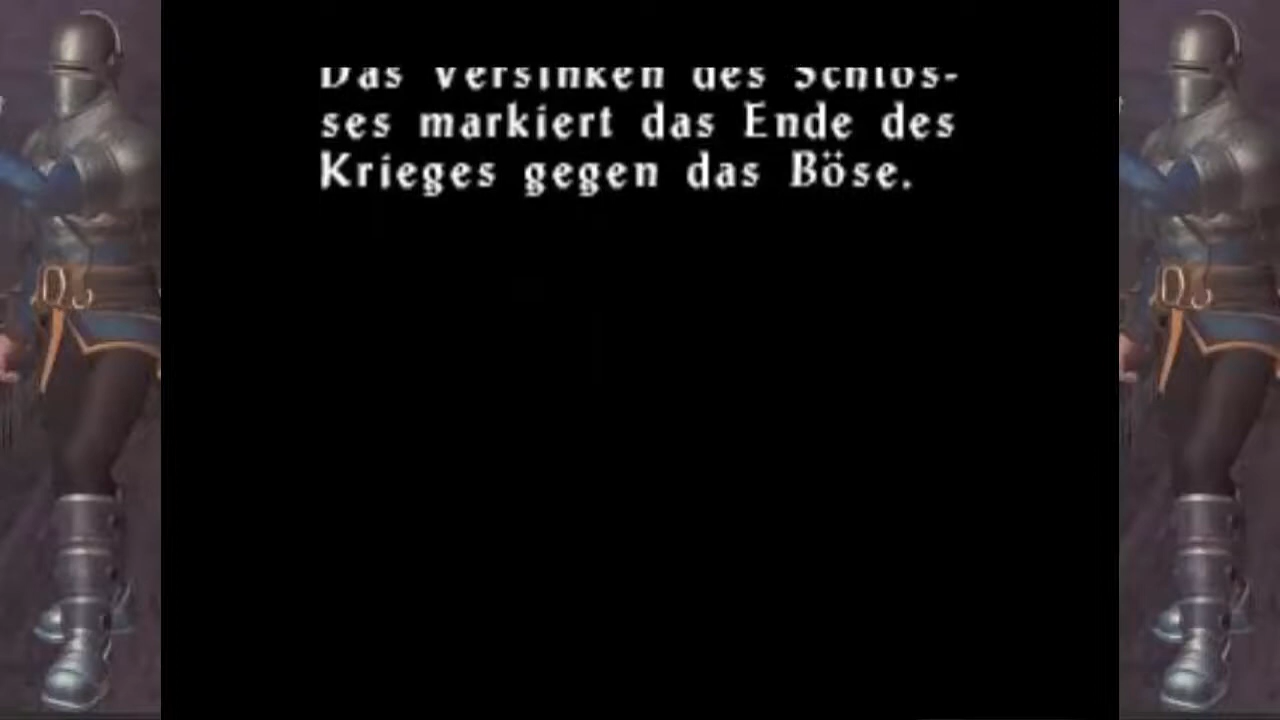 Das Versinken des Schlos-
ses markiert das Ende des
Krieges gegen das Böse.